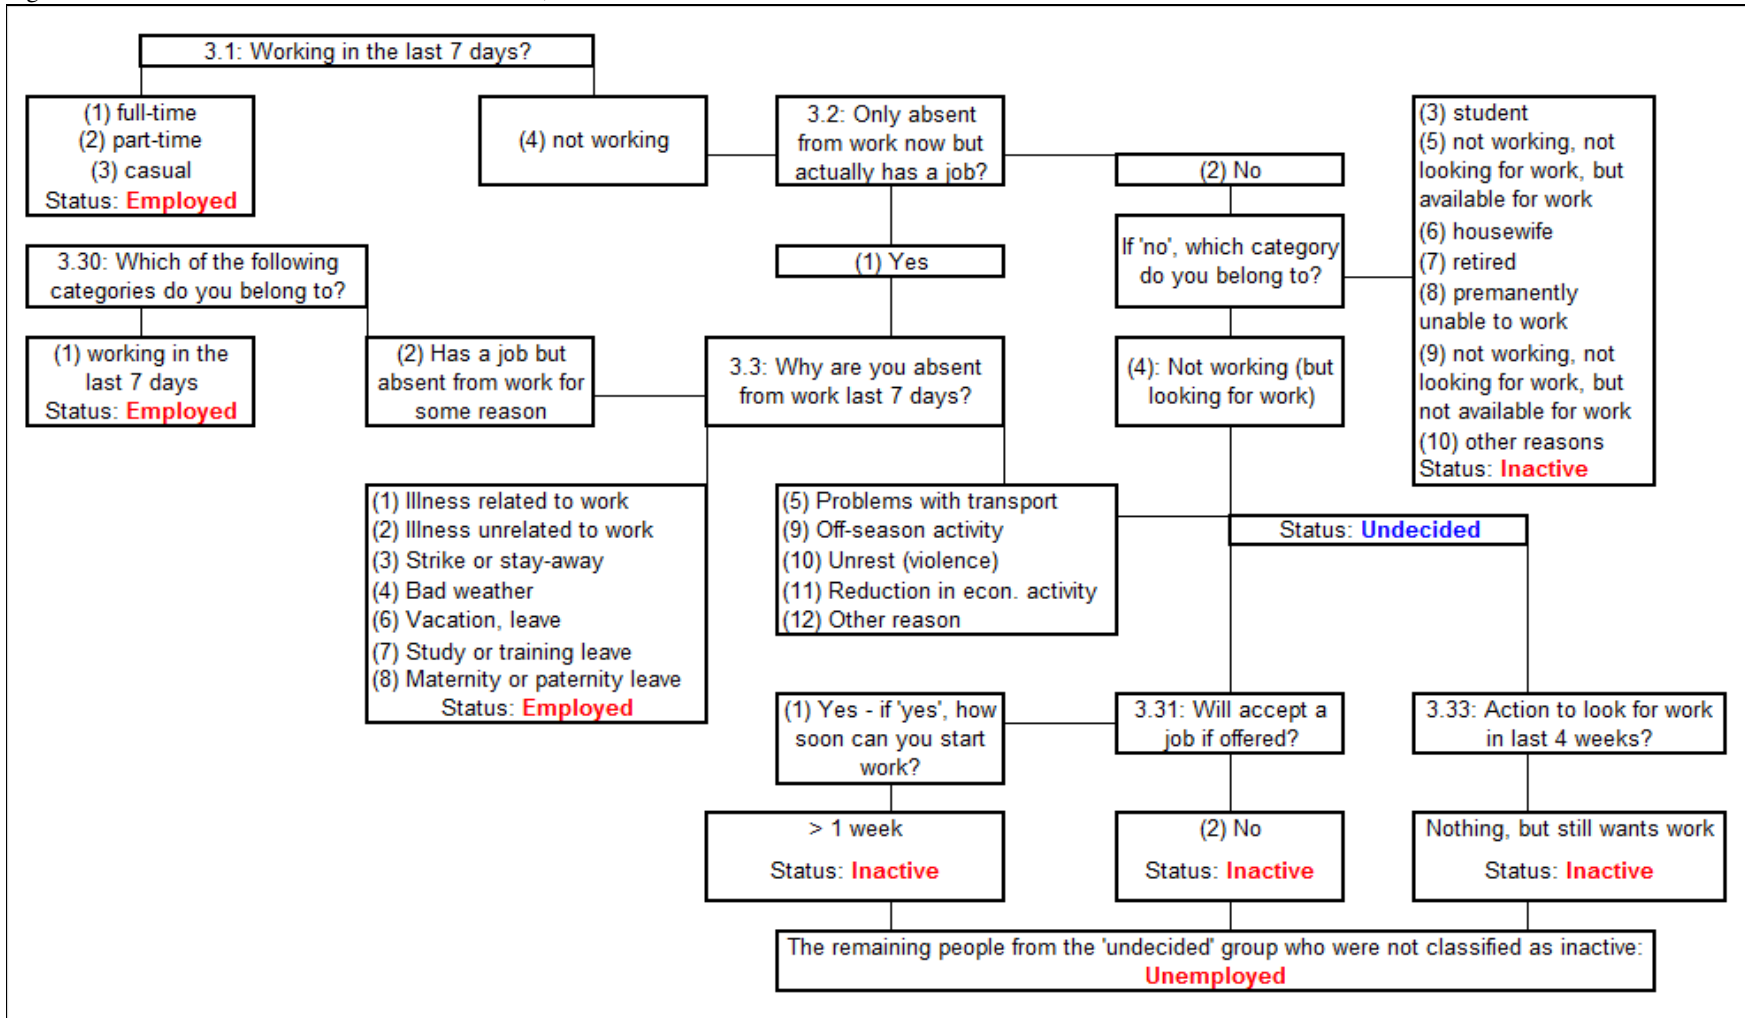 3.1: Working in the last 7 days?
(1) full-time
(2) part-time
(3) casual
Status: Employed
(4) not working
3.2: Only absent
from work now but
actually has a job?
(2) No
(3) student
(5) not working, not
looking for work, but
available for work
(6) housewife
(7) retired
(8) premanently
unable to work
(9) not working, not
looking for work, but
not available for work
(10) other reasons
Status: Inactive
If 'no', which category
do you belong to?
(1) Yes
3.30: Which of the following
categories do you belong to?
(1) working in the
last 7 days
Status: Employed
(2) Has a job but
absent from work for
some reason
3.3: Why are you absent
from work last 7 days?
(4): Not working (but
looking for work)
(1) Illness related to work
(2) Illness unrelated to work
(3) Strike or stay-away
(4) Bad weather
(6) Vacation, leave
(7) Study or training leave
(8) Maternity or paternity leave
Status: Employed
(5) Problems with transport
(9) Off-season activity
(10) Unrest (violence)
(11) Reduction in econ. activity
(12) Other reason
Status: Undecided
(1) Yes - if 'yes', how
soon can you start
work?
3.31: Will accept a
job if offered?
3.33: Action to look for work
in last 4 weeks?
> 1 week
Status: Inactive
(2) No
Status: Inactive
Nothing, but still wants work
Status: Inactive
The remaining people from the 'undecided' group who were not classified as inactive:
Unemployed